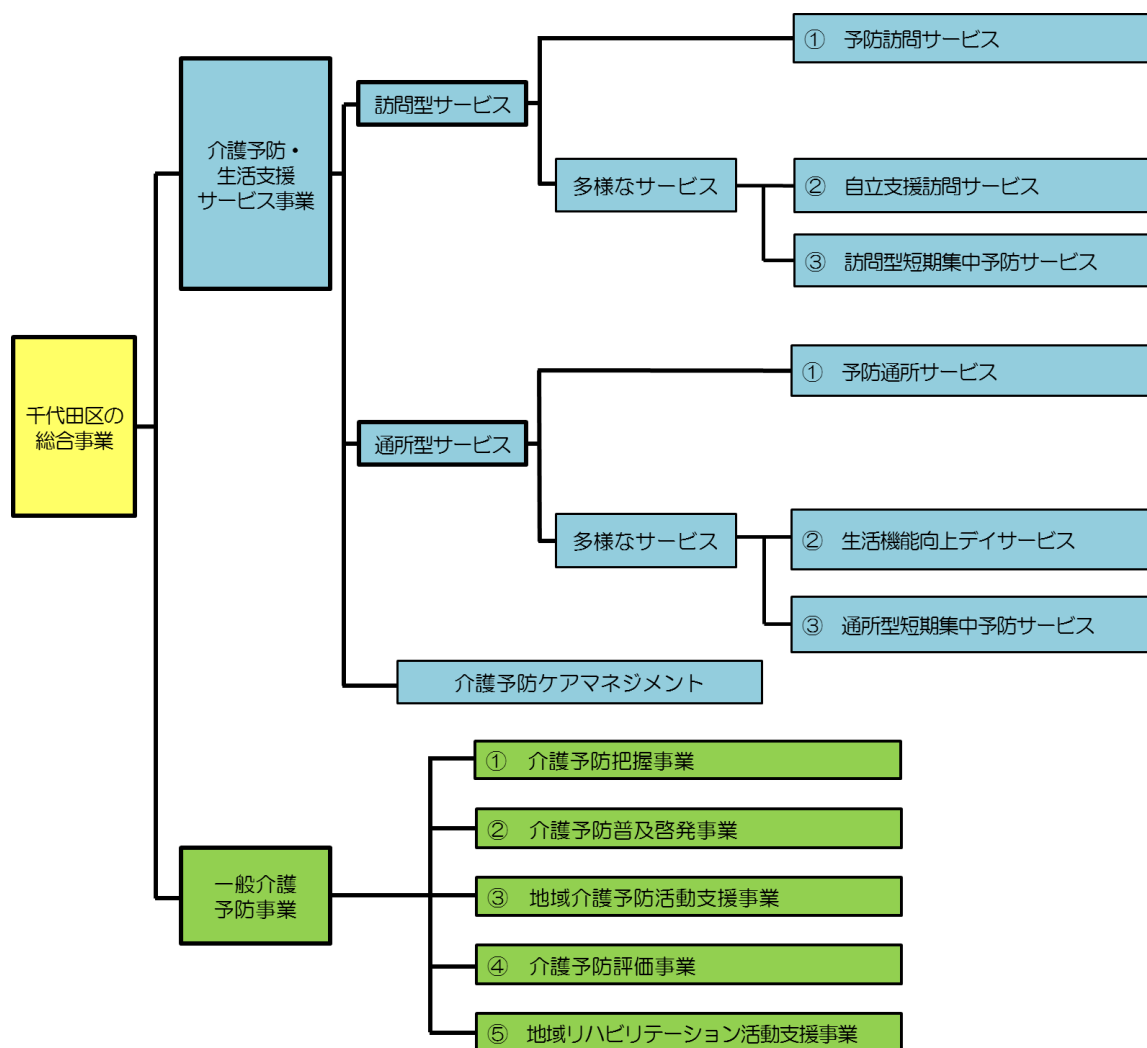 千代田区の
総合事業
介護予防・
生活支援
サービス事業
訪問型サービス
① 予防訪問サービス
多様なサービス
② 自立支援訪問サービス
③ 訪問型短期集中予防サービス
通所型サービス
① 予防通所サービス
多様なサービス
② 生活機能向上デイサービス
③ 通所型短期集中予防サービス
介護予防ケアマネジメント
一般介護
予防事業
① 介護予防把握事業
② 介護予防普及啓発事業
③ 地域介護予防活動支援事業
④ 介護予防評価事業
⑤ 地域リハビリテーション活動支援事業